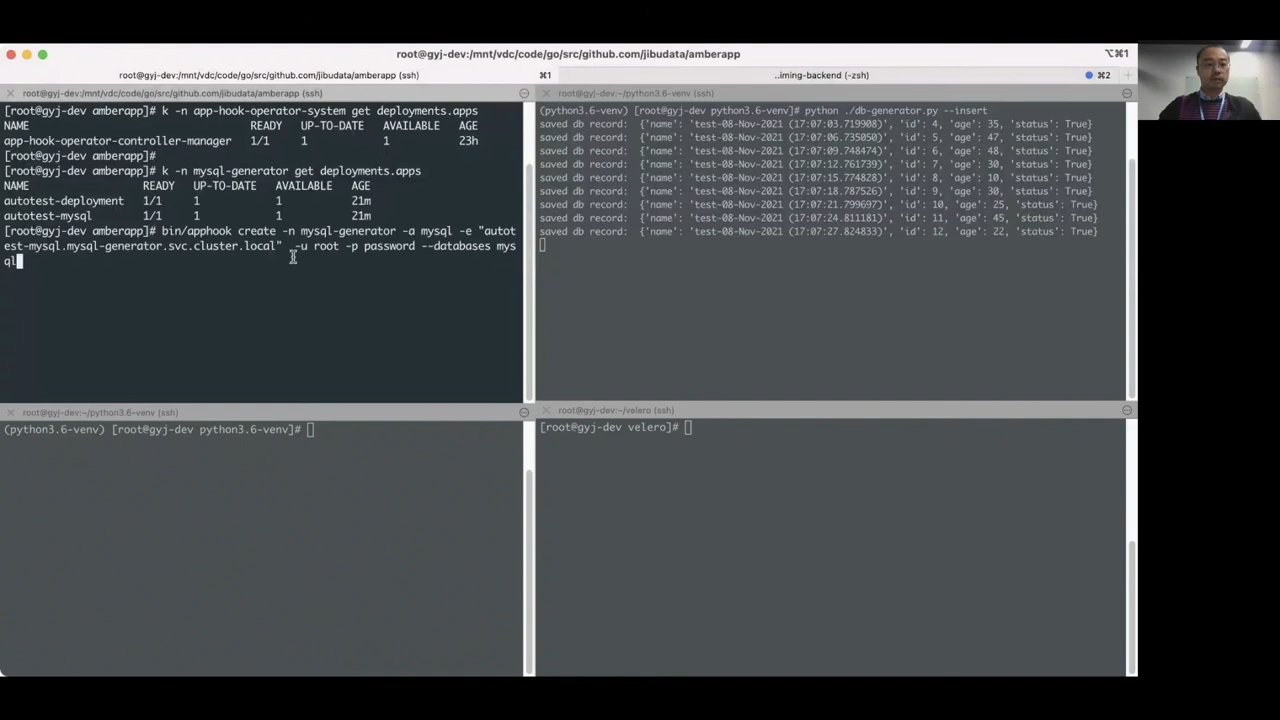 root@gyj-dev:/mnt/vdc/code/go/src/github.com/jibudata/amberapp
⌥⌘1
root@gyj-dev:/mnt/vdc/code/go/src/github.com/jibudata/amberapp (ssh)
⌘1
..iming-backend (-zsh)
⌘2
root@gyj-dev:/mnt/vdc/code/go/src/github.com/jibudata/amberapp (ssh)
[root@gyj-dev amberapp]# k -n app-hook-operator-system get deployments.apps
NAME READY UP-TO-DATE AVAILABLE AGE
app-hook-operator-controller-manager 1/1 1 1 23h
[root@gyj-dev amberapp]#
[root@gyj-dev amberapp]# k -n mysql-generator get deployments.apps
NAME READY UP-TO-DATE AVAILABLE AGE
autotest-deployment 1/1 1 1 21m
autotest-mysql 1/1 1 1 21m
[root@gyj-dev amberapp]# bin/apphook create -n mysql-generator -a mysql -e "autot
est-mysql.mysql-generator.svc.cluster.local" -u root -p password --databases mys
ql
root@gyj-dev:~/python3.6-venv (ssh)
(python3.6-venv) [root@gyj-dev python3.6-venv]# python ./db-generator.py --insert
saved db record: {'name': 'test-08-Nov-2021 (17:07:03.719908)', 'id': 4, 'age': 35, 'status': True}
saved db record: {'name': 'test-08-Nov-2021 (17:07:06.735050)', 'id': 5, 'age': 47, 'status': True}
saved db record: {'name': 'test-08-Nov-2021 (17:07:09.748474)', 'id': 6, 'age': 48, 'status': True}
saved db record: {'name': 'test-08-Nov-2021 (17:07:12.761739)', 'id': 7, 'age': 30, 'status': True}
saved db record: {'name': 'test-08-Nov-2021 (17:07:15.774828)', 'id': 8, 'age': 10, 'status': True}
saved db record: {'name': 'test-08-Nov-2021 (17:07:18.787526)', 'id': 9, 'age': 30, 'status': True}
saved db record: {'name': 'test-08-Nov-2021 (17:07:21.799697)', 'id': 10, 'age': 25, 'status': True}
saved db record: {'name': 'test-08-Nov-2021 (17:07:24.811181)', 'id': 11, 'age': 45, 'status': True}
saved db record: {'name': 'test-08-Nov-2021 (17:07:27.824833)', 'id': 12, 'age': 22, 'status': True}
root@gyj-dev:~/python3.6-venv (ssh)
(python3.6-venv) [root@gyj-dev python3.6-venv]#
root@gyj-dev:~/velero (ssh)
[root@gyj-dev velero]#